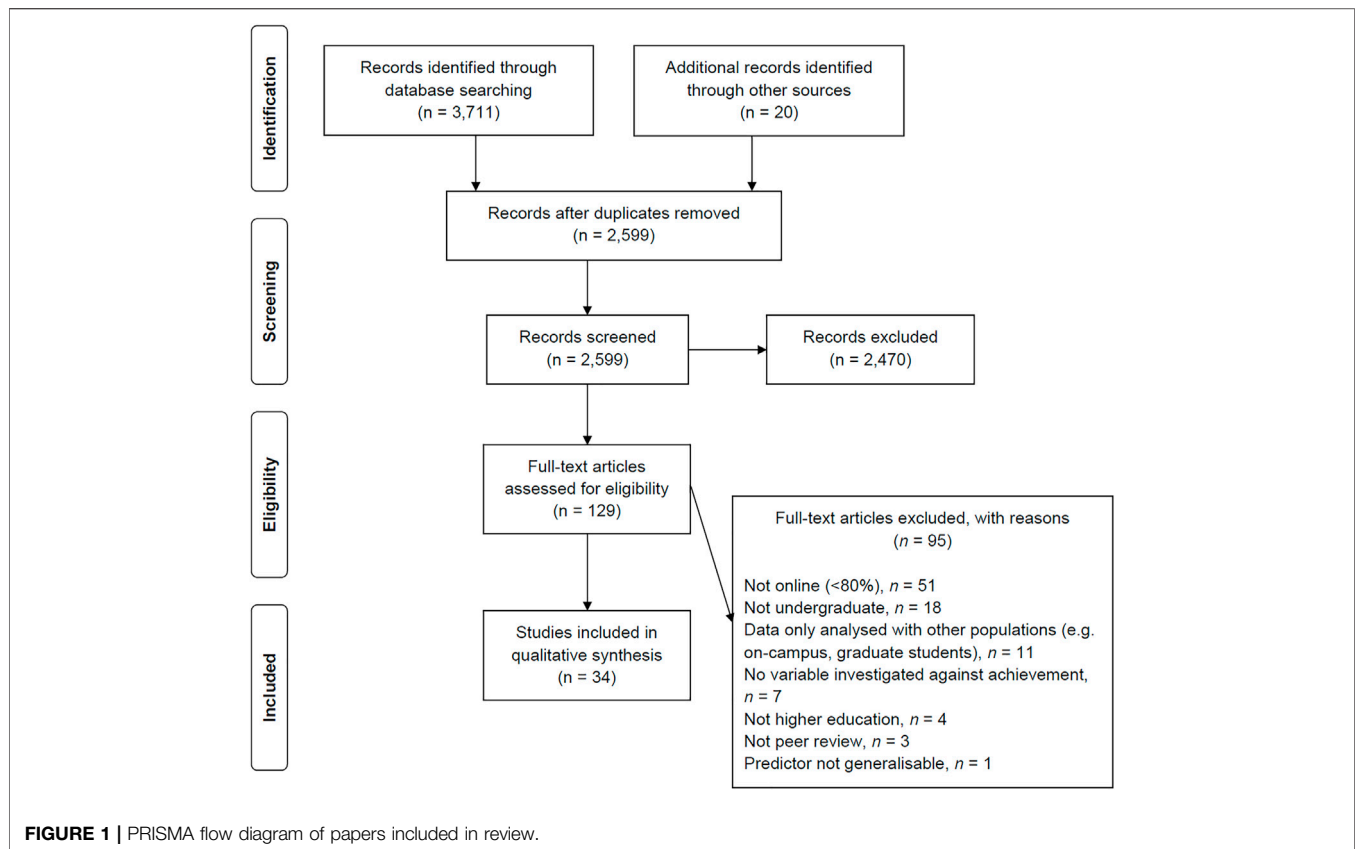 Identification
Records identified through
database searching
(n = 3,711)
Additional records identified
through other sources
(n = 20)
Records after duplicates removed
(n = 2,599)
Screening
Records screened
(n = 2,599)
Records excluded
(n = 2,470)
Eligibility
Full-text articles
assessed for eligibility
(n = 129)
Full-text articles excluded, with reasons
(n = 95)
Not online (<80%), n = 51
Not undergraduate, n = 18
Data only analysed with other populations (e.g.
on-campus, graduate students), n = 11
No variable investigated against achievement,
n = 7
Not higher education, n = 4
Not peer review, n = 3
Predictor not generalisable, n = 1
Included
Studies included in
qualitative synthesis
(n = 34)
FIGURE 1 | PRISMA flow diagram of papers included in review.